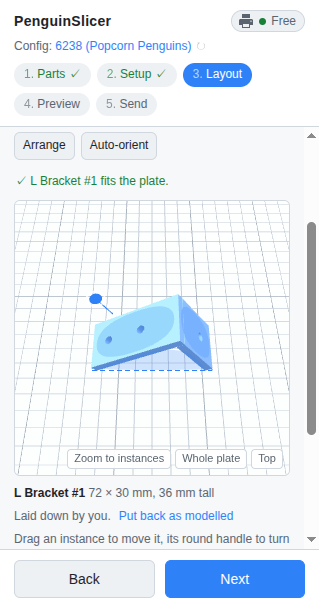 PenguinSlicer
Free
Config: 6238 (Popcorn Penguins)
1. Parts ✓
2. Setup ✓
3. Layout
4. Preview
5. Send
Arrange
Auto-orient
✓ L Bracket #1 fits the plate.
Zoom to instances
Whole plate
Top
L Bracket #1 72 × 30 mm, 36 mm tall
Laid down by you. Put back as modelled
Drag an instance to move it, its round handle to turn
Back
Next